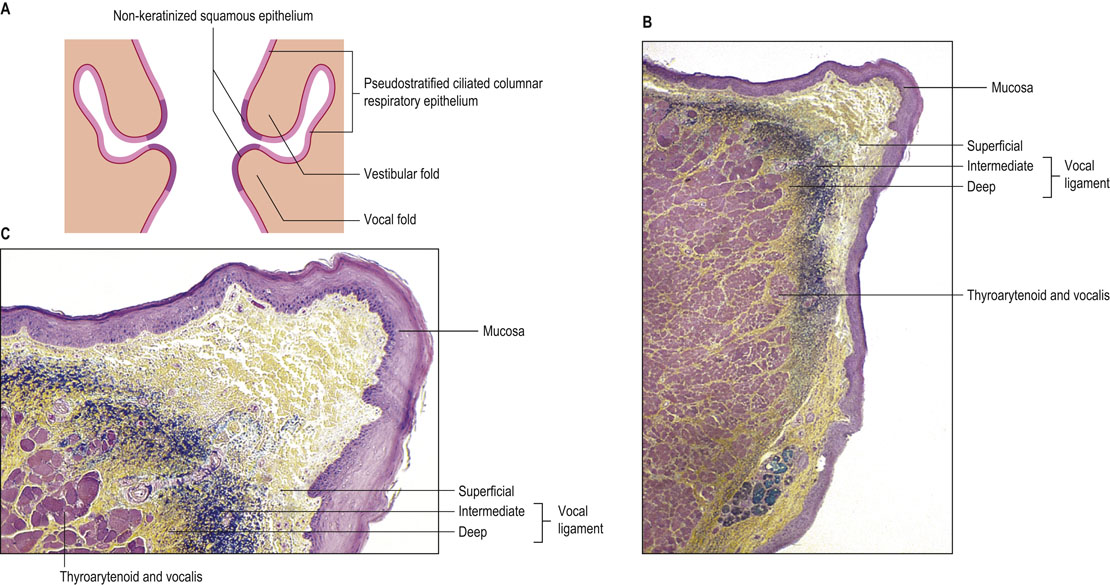 A
Non-keratinized squamous epithelium
Pseudostratified ciliated columnar
respiratory epithelium
Vestibular fold
Vocal fold
B
Mucosa
Superficial
Intermediate
Deep
Vocal
ligament
Thyroarytenoid and vocalis
C
Mucosa
Superficial
Intermediate
Deep
Vocal
ligament
Thyroarytenoid and vocalis